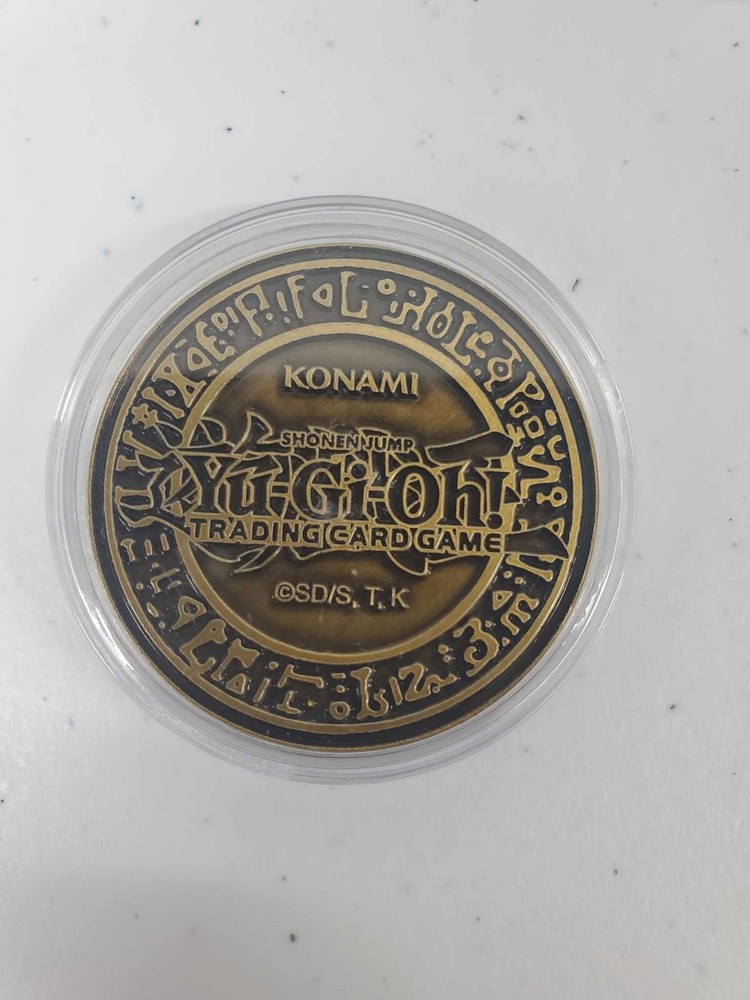 KONAMI
SHONEN JUMP
Yu-Gi-Oh!
TRADING CARD GAME
©SD/S, T, K